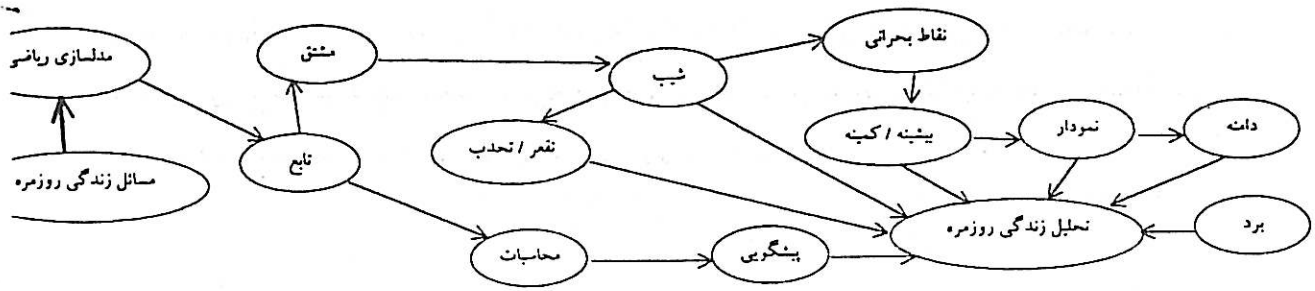 نقاط بحرانی
مشتق
مدلسازی ریاضی
شیب
دامنه
نمودار
بیشینه / کمینه
تقعر / تحدب
تابع
مسائل زندگی روزمره
برد
تحلیل زندگی روزمره
پیشگویی
محاسبات